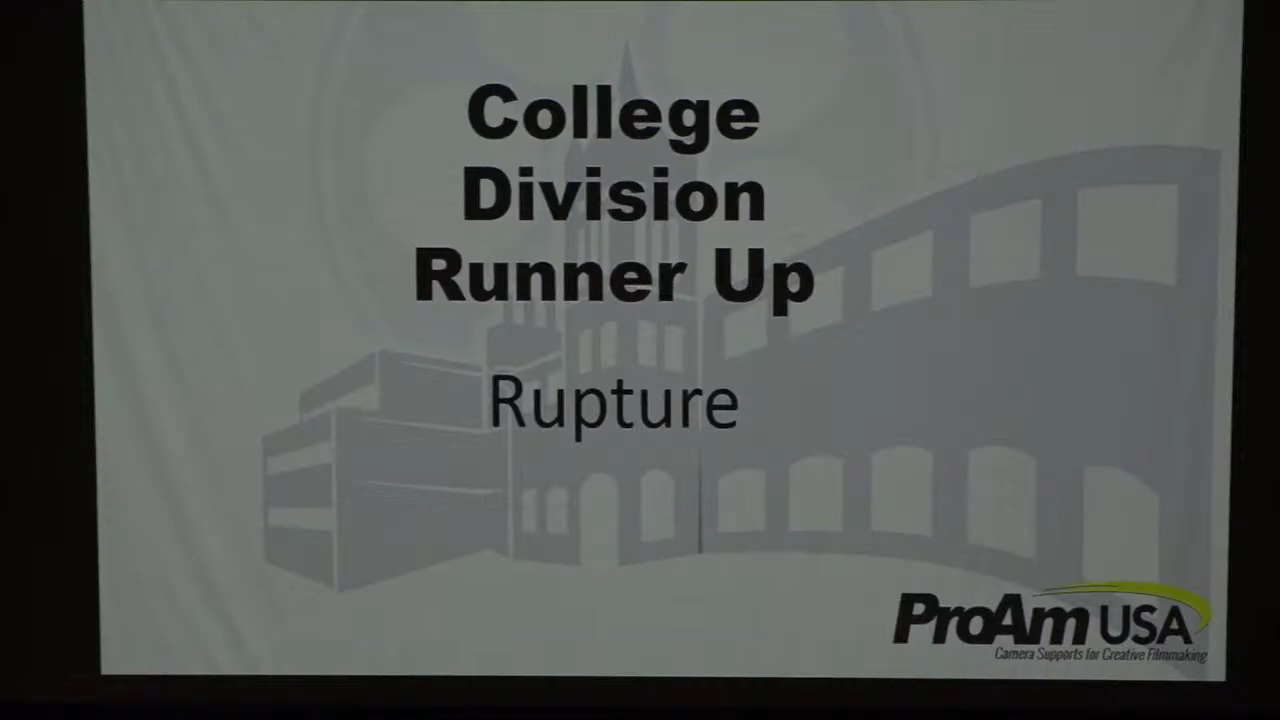 College
Division
Runner Up
Rupture
ProAm USA
Camera Supports for Creative Filmmaking